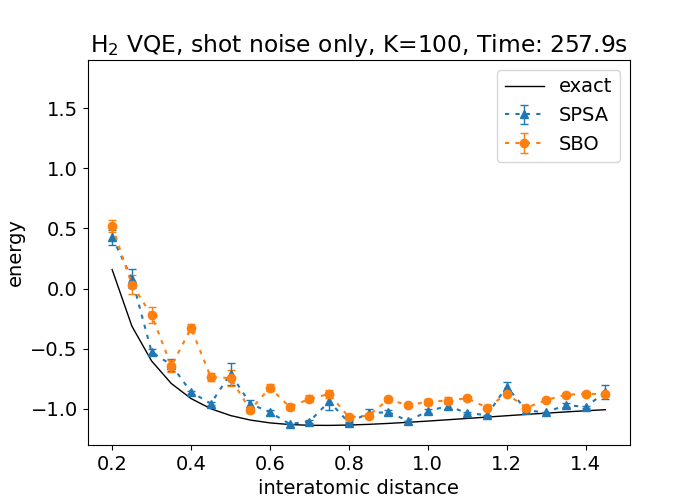 H₂ VQE, shot noise only, K=100, Time: 257.9s
exact
SPSA
SBO
energy
1.5
1.0
0.5
0.0
−0.5
−1.0
0.2 0.4 0.6 0.8 1.0 1.2 1.4
interatomic distance